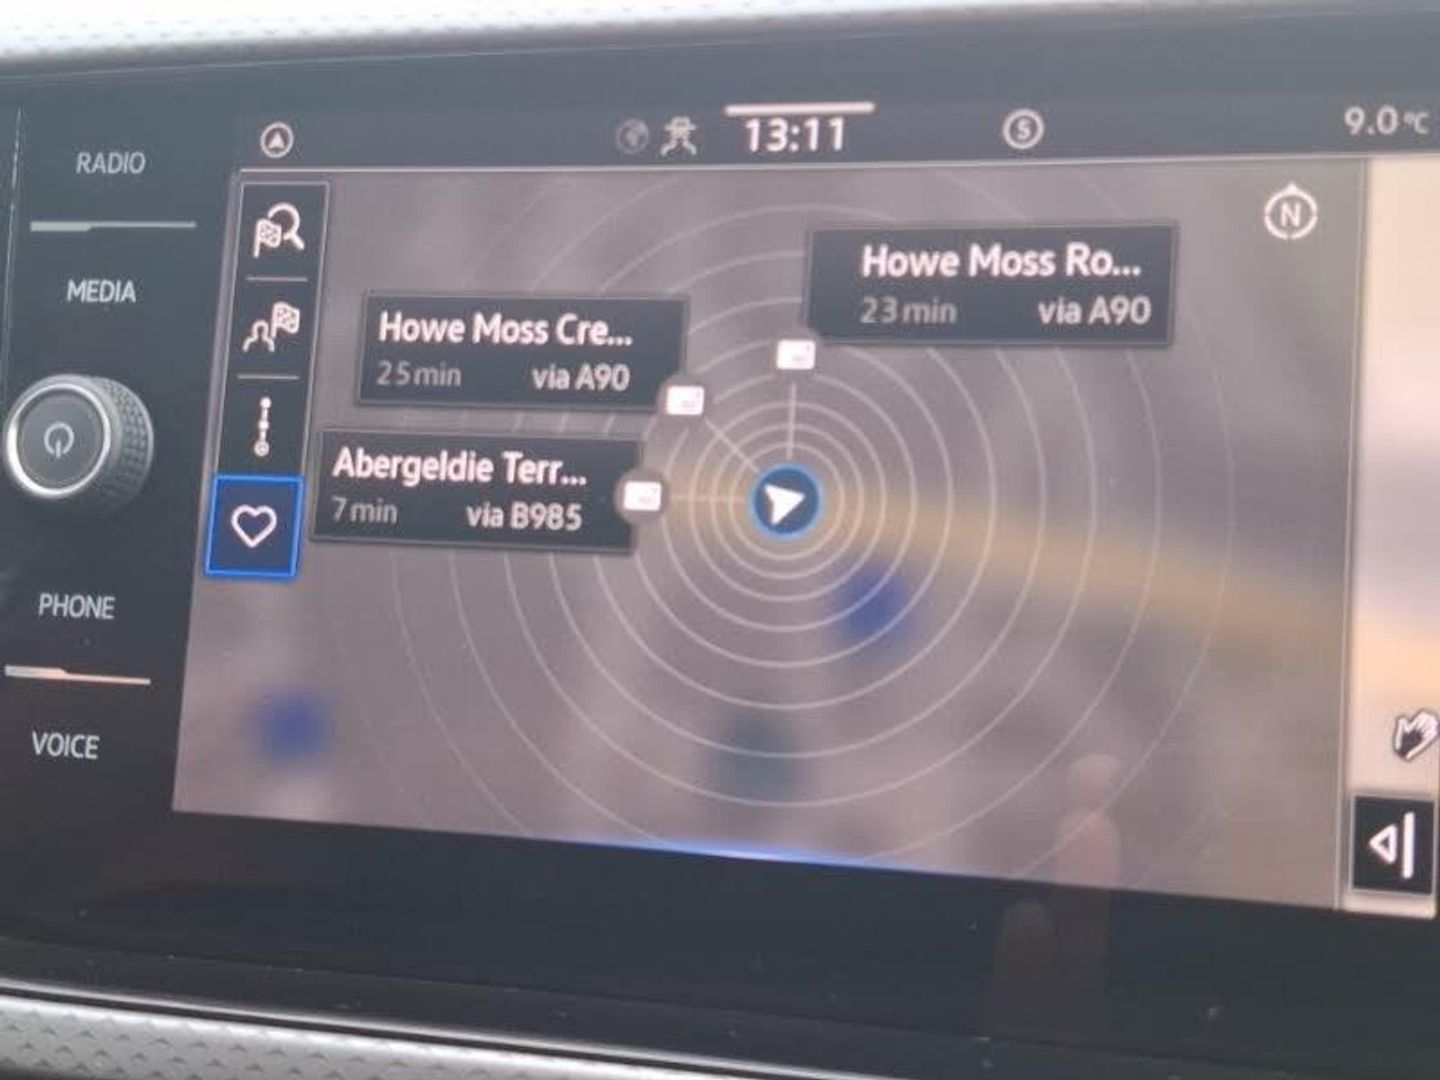 RADIO
MEDIA
PHONE
VOICE
13:11
S
9.0°C
N
Howe Moss Ro...
23 min via A90
Howe Moss Cre...
25 min via A90
Abergeldie Terr...
7 min via B985